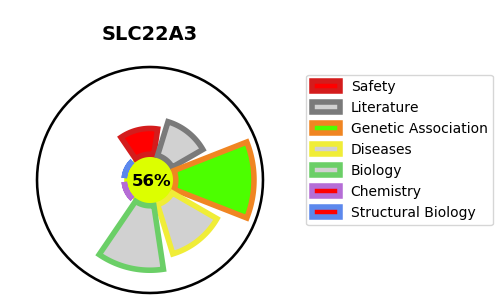 SLC22A3
56%
Safety
Literature
Genetic Association
Diseases
Biology
Chemistry
Structural Biology